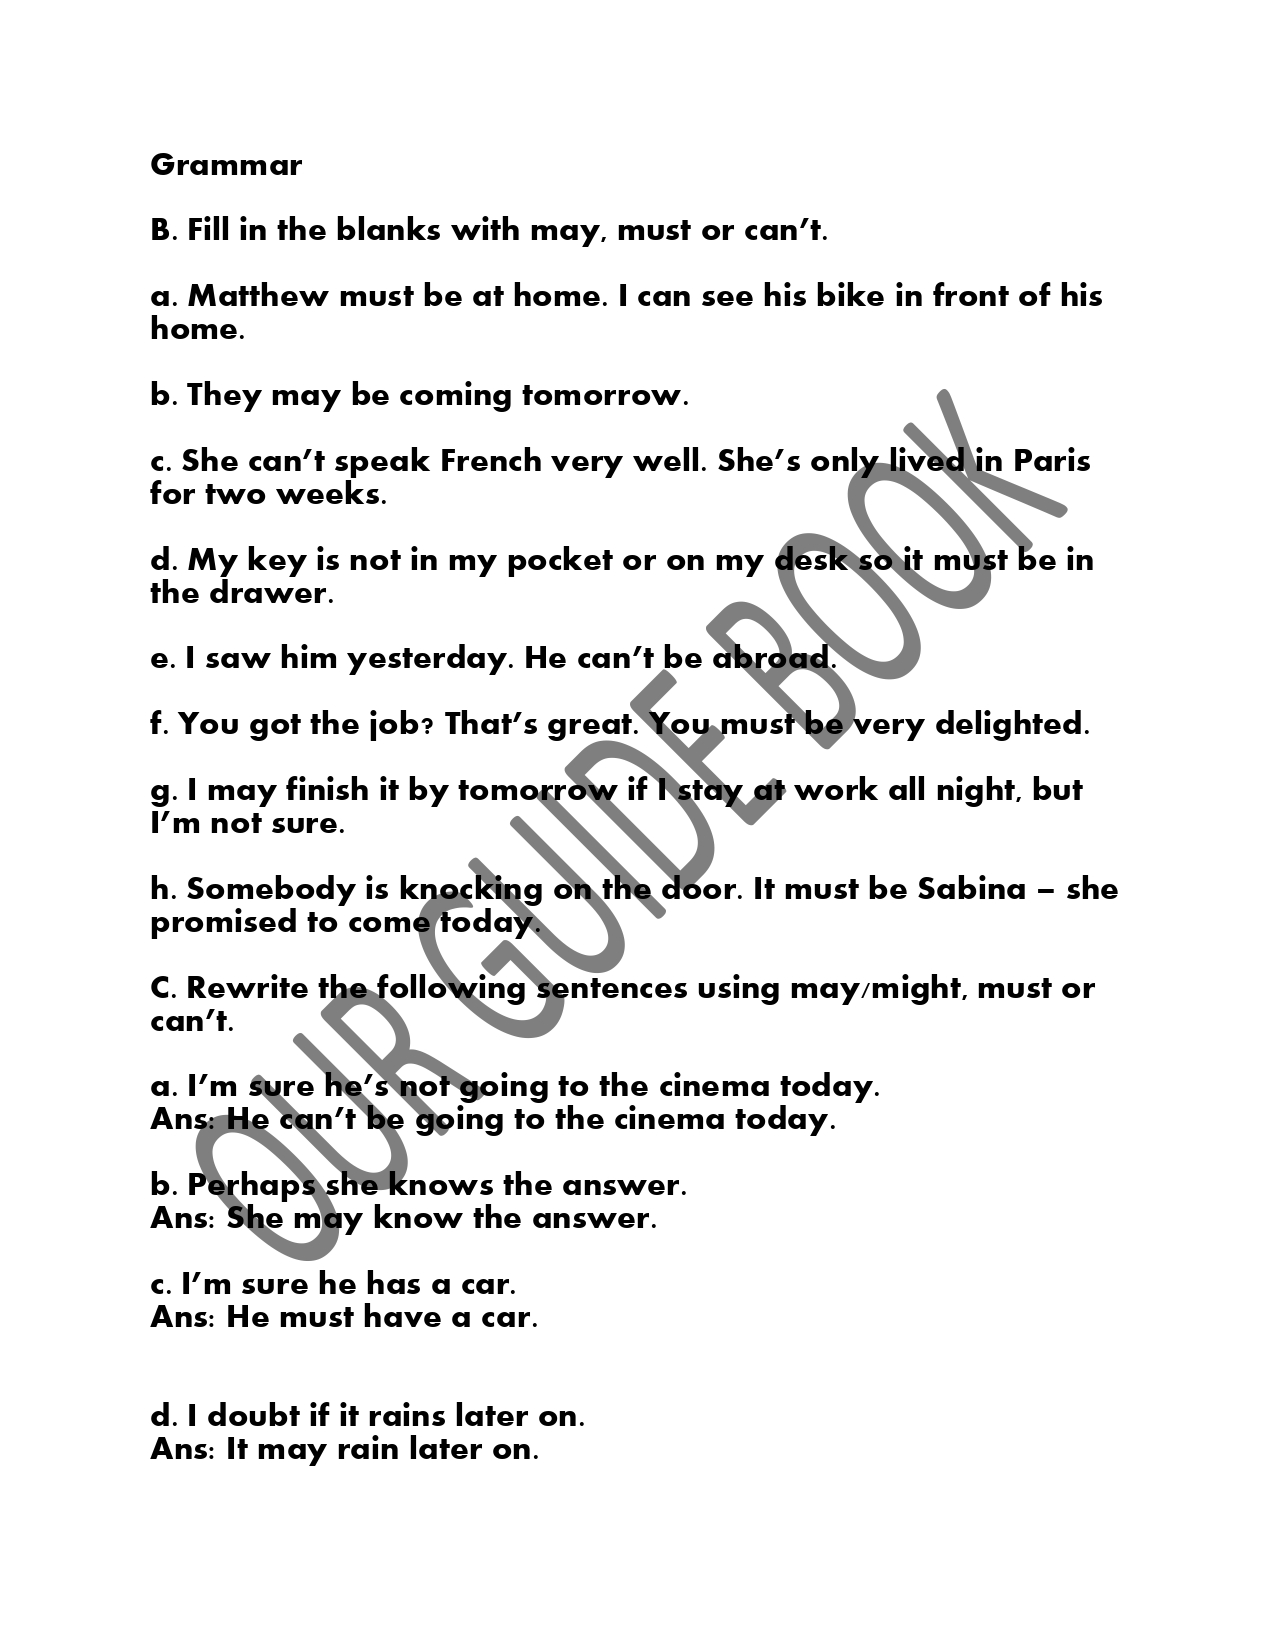 Grammar
B. Fill in the blanks with may, must or can’t.
a. Matthew must be at home. I can see his bike in front of his
home.
b. They may be coming tomorrow.
c. She can’t speak French very well. She’s only lived in Paris
for two weeks.
d. My key is not in my pocket or on my desk so it must be in
the drawer.
e. I saw him yesterday. He can’t be abroad.
f. You got the job? That’s great. You must be very delighted.
g. I may finish it by tomorrow if I stay at work all night, but
I’m not sure.
h. Somebody is knocking on the door. It must be Sabina – she
promised to come today.
C. Rewrite the following sentences using may/might, must or
can’t.
a. I’m sure he’s not going to the cinema today.
Ans: He can’t be going to the cinema today.
b. Perhaps she knows the answer.
Ans: She may know the answer.
c. I’m sure he has a car.
Ans: He must have a car.
d. I doubt if it rains later on.
Ans: It may rain later on.
OUR GUIDE BOOK